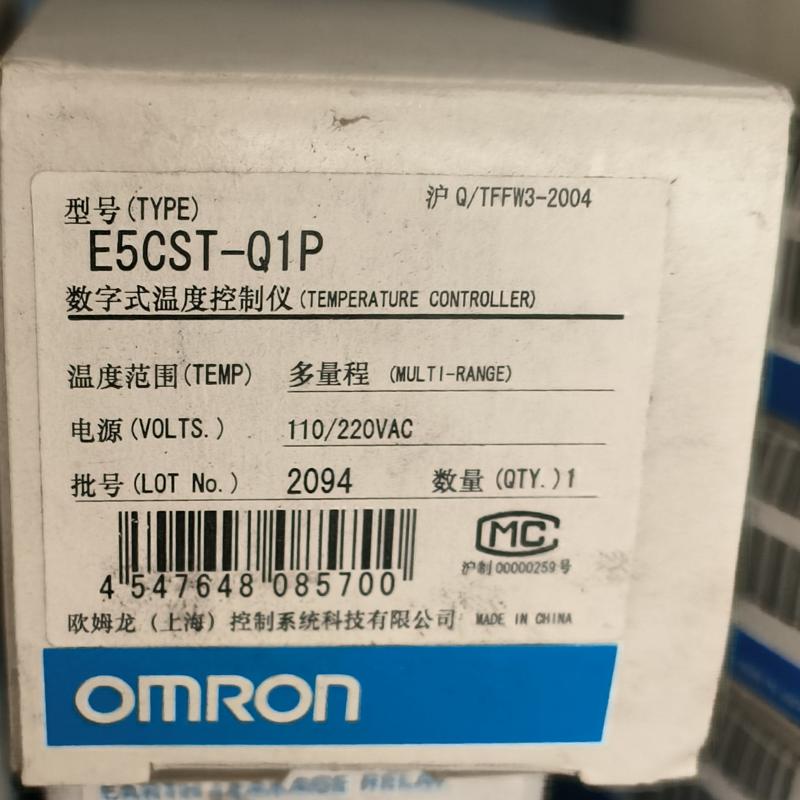 沪 Q/TFFW3-2004
型号(TYPE)
E5CST-Q1P
数字式温度控制仪(TEMPERATURE CONTROLLER)
温度范围(TEMP) 多量程 (MULTI-RANGE)
电源(VOLTS.) 110/220VAC
批号(LOT No.) 2094 数量(QTY.)1
MC
沪制00000259号
4 547648 085700
欧姆龙（上海）控制系统科技有限公司 MADE IN CHINA
OMRON
EARTH LEAKAGE RELAY